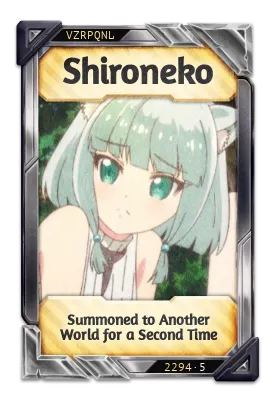 VZRPQNL
Shironeko
Summoned to Another
World for a Second Time
2294·5